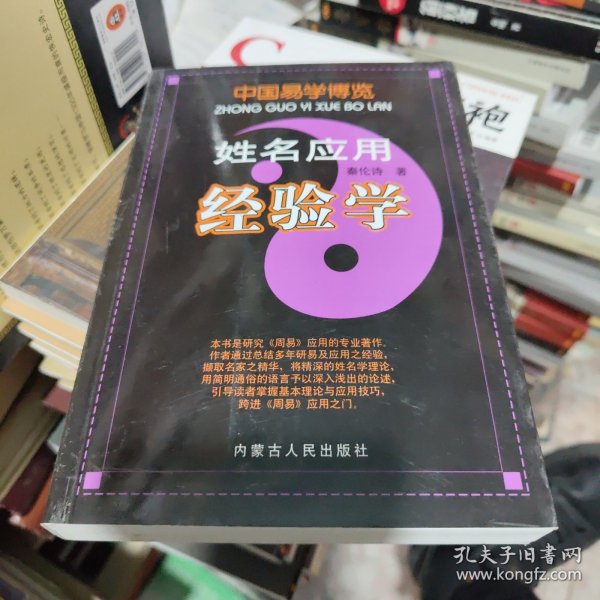 中国易学博览
ZHONG GUO YI XUE BO LAN
姓名应用
秦伦诗 著
经验学
本书是研究《周易》应用的专业著作。
作者通过总结多年研易及应用之经验,
撷取名家之精华,将精深的姓名学理论,
用简明通俗的语言予以深入浅出的论述,
引导读者掌握基本理论与应用技巧,
跨进《周易》应用之门。
内蒙古人民出版社
袍
孔夫子旧书网
www.kongfz.com